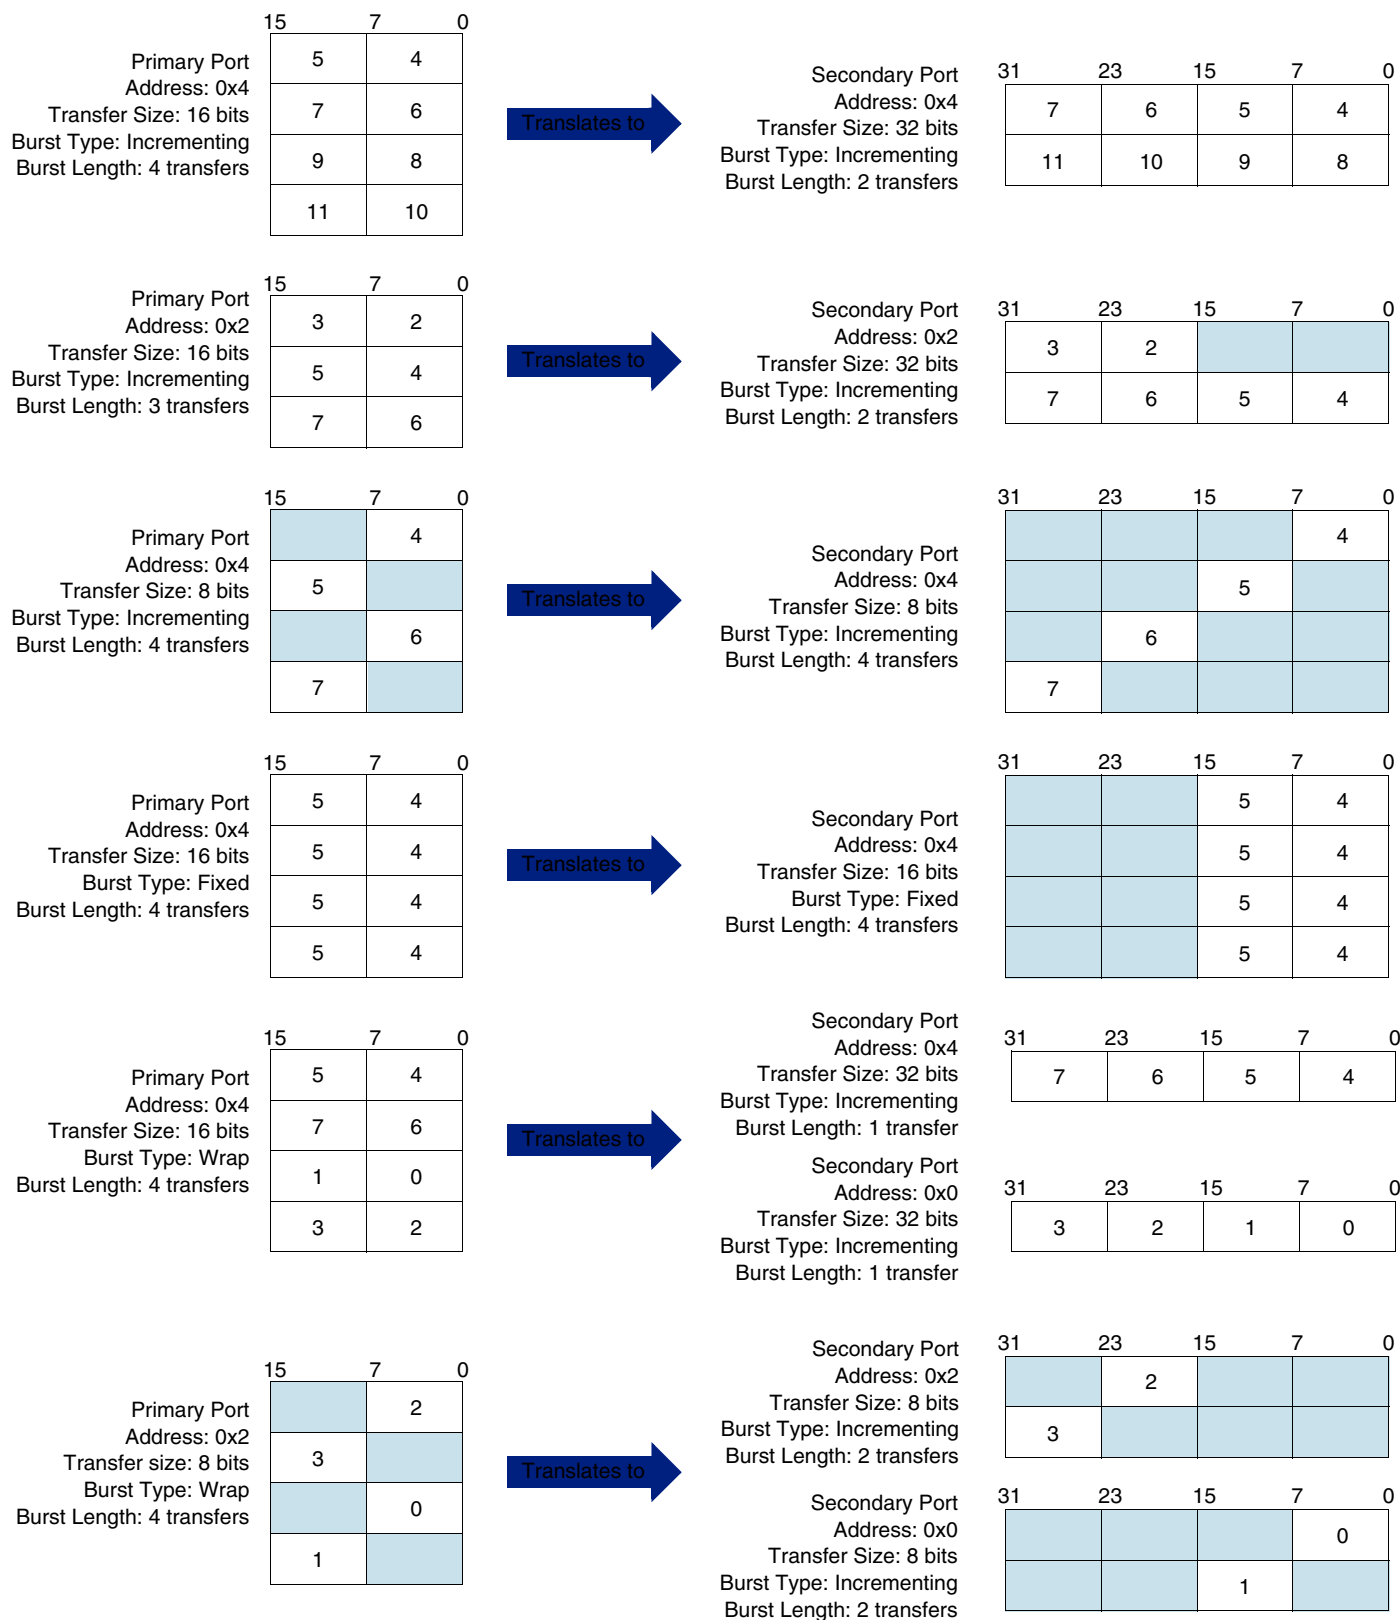 15 7 0
Primary Port
Address: 0x4
Transfer Size: 16 bits
Burst Type: Incrementing
Burst Length: 4 transfers
5 4
7 6
9 8
11 10
Translates to
Secondary Port
Address: 0x4
Transfer Size: 32 bits
Burst Type: Incrementing
Burst Length: 2 transfers
31 23 15 7 0
7 6 5 4
11 10 9 8
15 7 0
Primary Port
Address: 0x2
Transfer Size: 16 bits
Burst Type: Incrementing
Burst Length: 3 transfers
3 2
5 4
7 6
Translates to
Secondary Port
Address: 0x2
Transfer Size: 32 bits
Burst Type: Incrementing
Burst Length: 2 transfers
31 23 15 7 0
3 2
7 6 5 4
15 7 0
Primary Port
Address: 0x4
Transfer Size: 8 bits
Burst Type: Incrementing
Burst Length: 4 transfers
4
5
6
7
Translates to
Secondary Port
Address: 0x4
Transfer Size: 8 bits
Burst Type: Incrementing
Burst Length: 4 transfers
31 23 15 7 0
4
5
6
7
15 7 0
Primary Port
Address: 0x4
Transfer Size: 16 bits
Burst Type: Fixed
Burst Length: 4 transfers
5 4
5 4
5 4
5 4
Translates to
Secondary Port
Address: 0x4
Transfer Size: 16 bits
Burst Type: Fixed
Burst Length: 4 transfers
31 23 15 7 0
5 4
5 4
5 4
5 4
15 7 0
Primary Port
Address: 0x4
Transfer Size: 16 bits
Burst Type: Wrap
Burst Length: 4 transfers
5 4
7 6
1 0
3 2
Translates to
Secondary Port
Address: 0x4
Transfer Size: 32 bits
Burst Type: Incrementing
Burst Length: 1 transfer
31 23 15 7 0
7 6 5 4
Secondary Port
Address: 0x0
Transfer Size: 32 bits
Burst Type: Incrementing
Burst Length: 1 transfer
31 23 15 7 0
3 2 1 0
15 7 0
Primary Port
Address: 0x2
Transfer size: 8 bits
Burst Type: Wrap
Burst Length: 4 transfers
2
3
0
1
Translates to
Secondary Port
Address: 0x2
Transfer Size: 8 bits
Burst Type: Incrementing
Burst Length: 2 transfers
31 23 15 7 0
2
3
Secondary Port
Address: 0x0
Transfer Size: 8 bits
Burst Type: Incrementing
Burst Length: 2 transfers
31 23 15 7 0
0
1